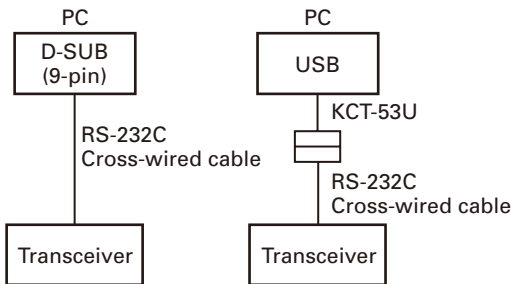 PC
D-SUB
(9-pin)
RS-232C
Cross-wired cable
Transceiver
PC
USB
KCT-53U
RS-232C
Cross-wired cable
Transceiver